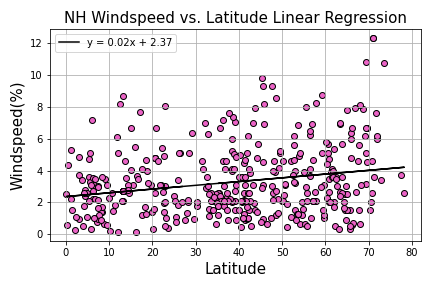 NH Windspeed vs. Latitude Linear Regression
y = 0.02x + 2.37
Windspeed(%)
12
10
8
6
4
2
0
0 10 20 30 40 50 60 70 80
Latitude